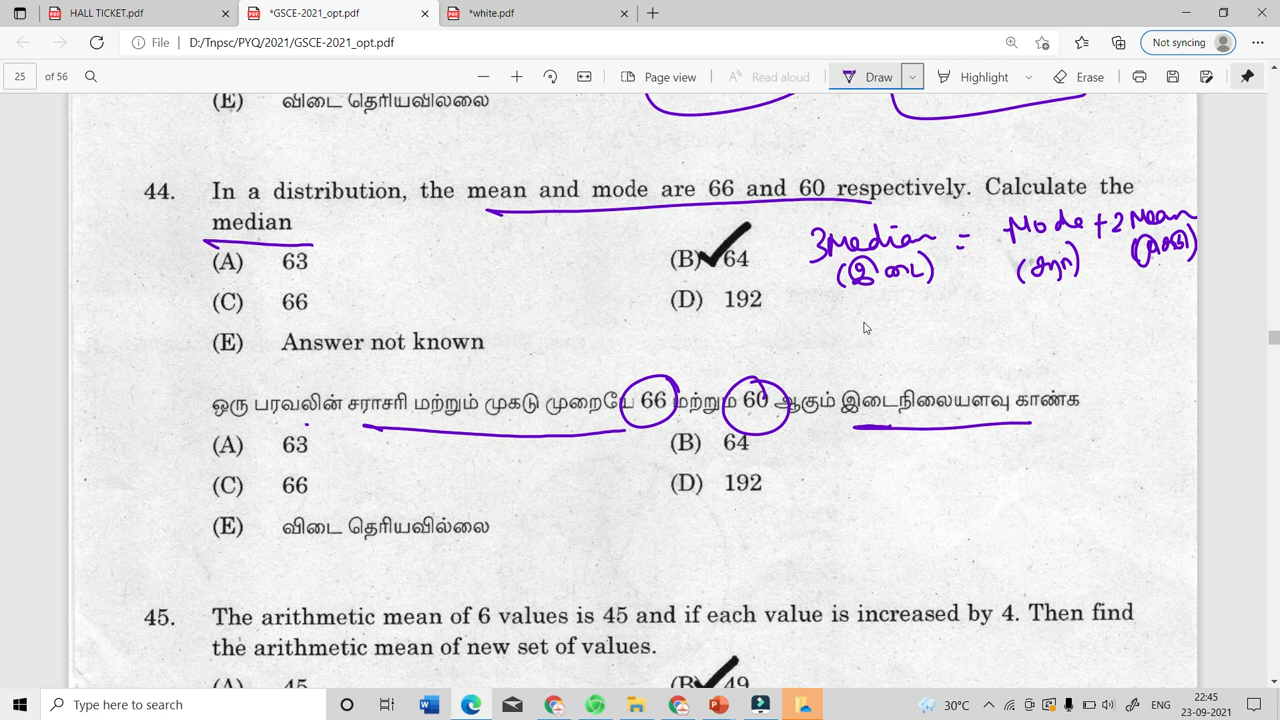 HALL TICKET.pdf
*GSCE-2021_opt.pdf
*white.pdf
File D:/Tnpsc/PYQ/2021/GSCE-2021_opt.pdf
Not syncing
25 of 56
Page view
Read aloud
Draw
Highlight
Erase
(E) விடை தெரியவில்லை
44. In a distribution, the mean and mode are 66 and 60 respectively. Calculate the
median
3Median = Mode + 2 Mean
(A) 63 (B) 64
(C) 66 (D) 192
(E) Answer not known
ஒரு பரவலின் சராசரி மற்றும் முகடு முறையே 66 மற்றும் 60 ஆகும் இடைநிலையளவு காண்க
(A) 63 (B) 64
(C) 66 (D) 192
(E) விடை தெரியவில்லை
45. The arithmetic mean of 6 values is 45 and if each value is increased by 4. Then find
the arithmetic mean of new set of values.
(A) 45 (B) 49
Type here to search
30°C
ENG
22:45
23-09-2021